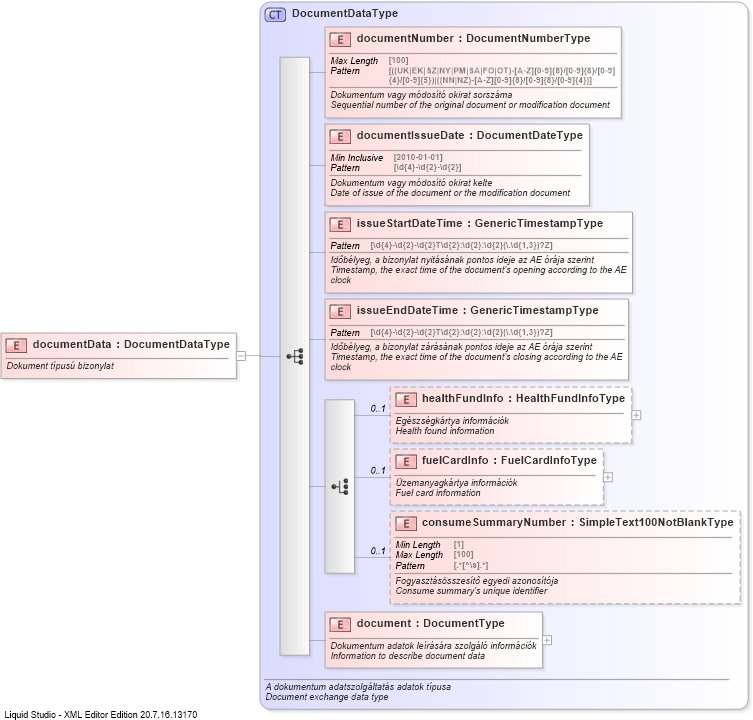 CT DocumentDataType
E documentNumber : DocumentNumberType
Max Length [100]
Pattern [((UK|EK|SZ|NY|PM|SA|FO|OT)-[A-Z][0-9]{8}/[0-9]{8}/[0-9]
{4}/[0-9]{5})|((NN|NZ)-[A-Z][0-9]{8}/[0-9]{8}/[0-9]{4})]
Dokumentum vagy módosító okirat sorszáma
Sequential number of the original document or modification document
E documentIssueDate : DocumentDateType
Min Inclusive [2010-01-01]
Pattern [\d{4}-\d{2}-\d{2}]
Dokumentum vagy módosító okirat kelte
Date of issue of the document or the modification document
E issueStartDateTime : GenericTimestampType
Pattern [\d{4}-\d{2}-\d{2}T\d{2}:\d{2}:\d{2}(\.\d{1,3})?Z]
Időbélyeg, a bizonylat nyitásának pontos ideje az AE órája szerint
Timestamp, the exact time of the document's opening according to the AE
clock
E issueEndDateTime : GenericTimestampType
Pattern [\d{4}-\d{2}-\d{2}T\d{2}:\d{2}:\d{2}(\.\d{1,3})?Z]
Időbélyeg, a bizonylat zárásának pontos ideje az AE órája szerint
Timestamp, the exact time of the document's closing according to the AE
clock
E documentData : DocumentDataType
Dokument típusú bizonylat
0..1
E healthFundInfo : HealthFundInfoType
Egészségkártya információk
Health found information
0..1
E fuelCardInfo : FuelCardInfoType
Üzemanyagkártya információk
Fuel card information
0..1
E consumeSummaryNumber : SimpleText100NotBlankType
Min Length [1]
Max Length [100]
Pattern [.*[^\s].*]
Fogyasztásösszesítő egyedi azonosítója
Consume summary's unique identifier
E document : DocumentType
Dokumentum adatok leírására szolgáló információk
Information to describe document data
A dokumentum adatszolgáltatás adatok típusa
Document exchange data type
Liquid Studio - XML Editor Edition 20.7.16.13170